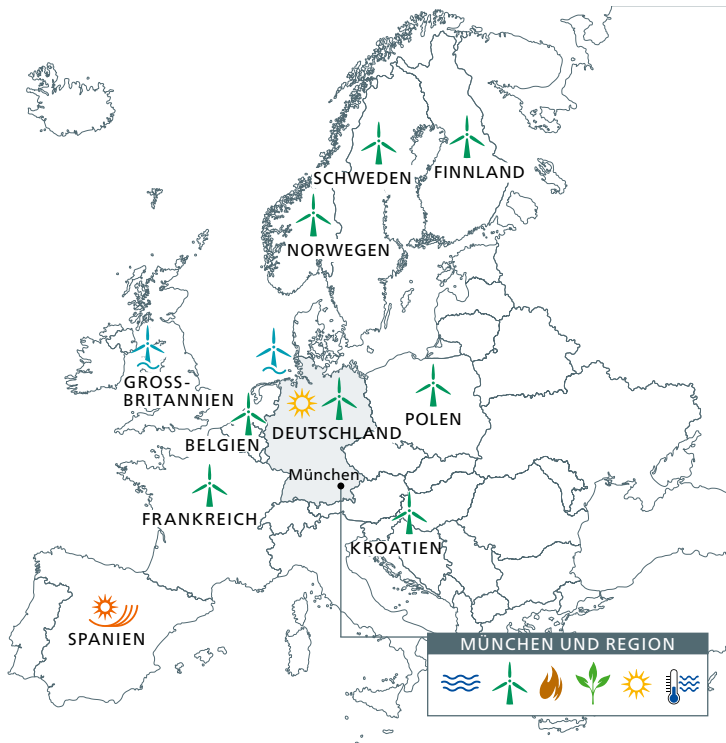 SCHWEDEN
FINNLAND
NORWEGEN
GROSS-
BRITANNIEN
BELGIEN
DEUTSCHLAND
POLEN
München
FRANKREICH
KROATIEN
SPANIEN
MÜNCHEN UND REGION